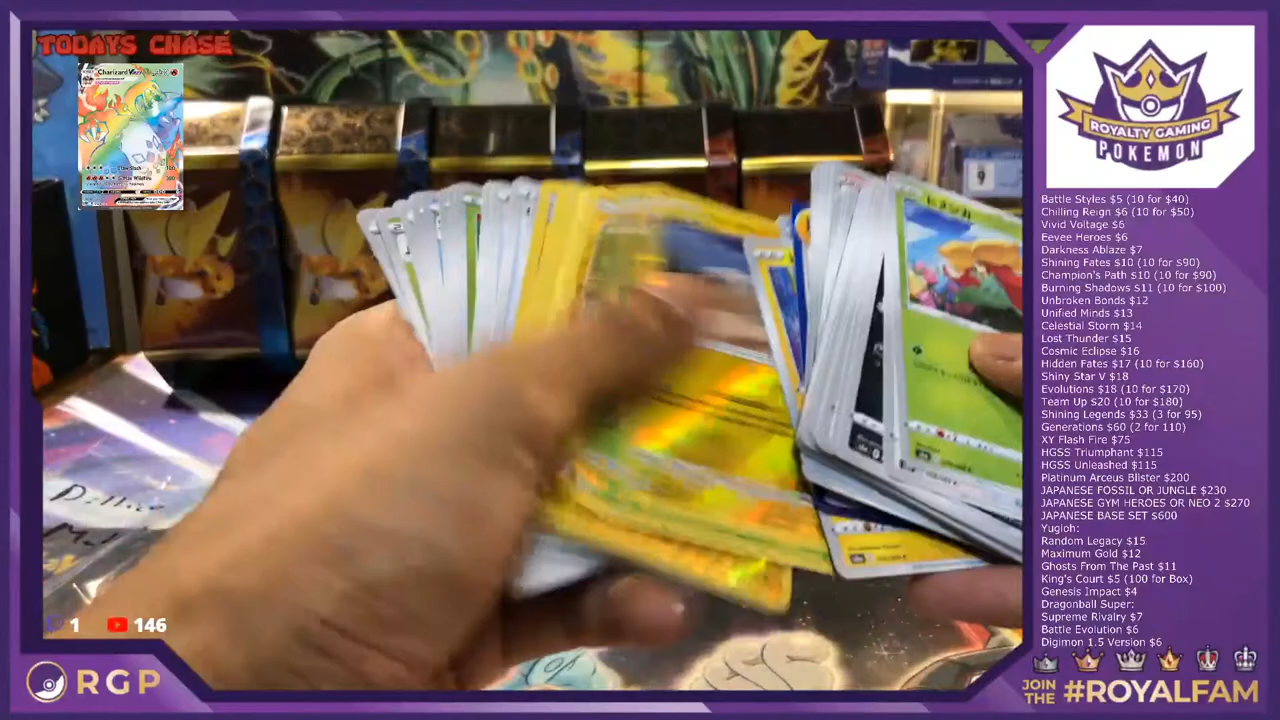 TODAYS CHASE
Charizard
ROYALTY GAMING
POKEMON
Battle Styles $5 (10 for $40)
Chilling Reign $6 (10 for $50)
Vivid Voltage $6
Eevee Heroes $6
Darkness Ablaze $7
Shining Fates $10 (10 for $90)
Champion's Path $10 (10 for $90)
Burning Shadows $11 (10 for $100)
Unbroken Bonds $12
Unified Minds $13
Celestial Storm $14
Lost Thunder $15
Cosmic Eclipse $16
Hidden Fates $17 (10 for $160)
Shiny Star V $18
Evolutions $18 (10 for $170)
Team Up $20 (10 for $180)
Shining Legends $33 (3 for 95)
Generations $60 (2 for 110)
XY Flash Fire $75
HGSS Triumphant $115
HGSS Unleashed $115
Platinum Arceus Blister $200
JAPANESE FOSSIL OR JUNGLE $230
JAPANESE GYM HEROES OR NEO 2 $270
JAPANESE BASE SET $600
Yugioh:
Random Legacy $15
Maximum Gold $12
Ghosts From The Past $11
King's Court $5 (100 for Box)
Genesis Impact $4
Dragonball Super:
Supreme Rivalry $7
Battle Evolution $6
Digimon 1.5 Version $6
1 146
RGP
JOIN THE #ROYALFAM